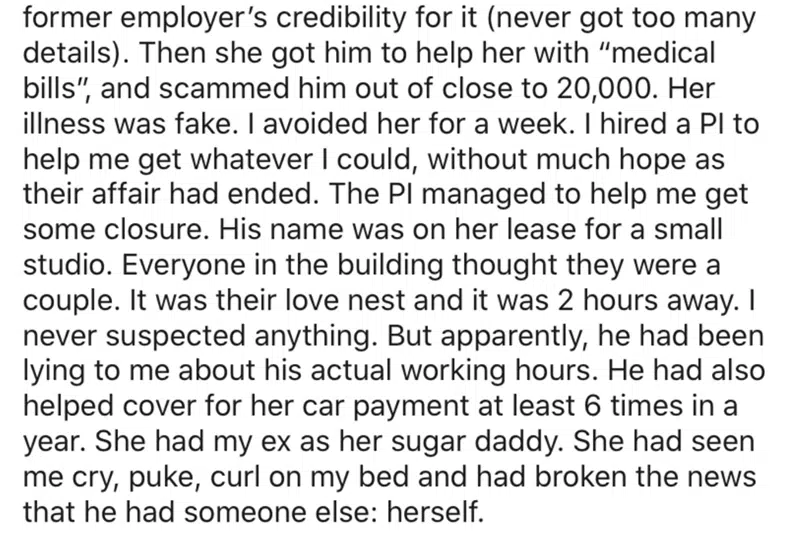 former employer’s credibility for it (never got too many
details). Then she got him to help her with “medical
bills”, and scammed him out of close to 20,000. Her
illness was fake. I avoided her for a week. I hired a PI to
help me get whatever I could, without much hope as
their affair had ended. The PI managed to help me get
some closure. His name was on her lease for a small
studio. Everyone in the building thought they were a
couple. It was their love nest and it was 2 hours away. I
never suspected anything. But apparently, he had been
lying to me about his actual working hours. He had also
helped cover for her car payment at least 6 times in a
year. She had my ex as her sugar daddy. She had seen
me cry, puke, curl on my bed and had broken the news
that he had someone else: herself.